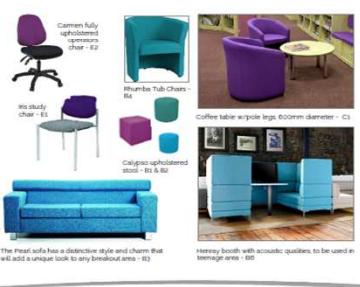 Carmen fully
upholstered
operators
chair - E2
Iris study
chair - E1
Rhumba Tub Chairs -
B4
Calypso upholstered
stool - B1 & B2
Coffee table w/pole legs, 600mm diameter - C1
The Pearl sofa has a distinctive style and charm that
will add a unique look to any breakout area - B3
Henray booth with acoustic qualities, to be used in
teenage area - B6